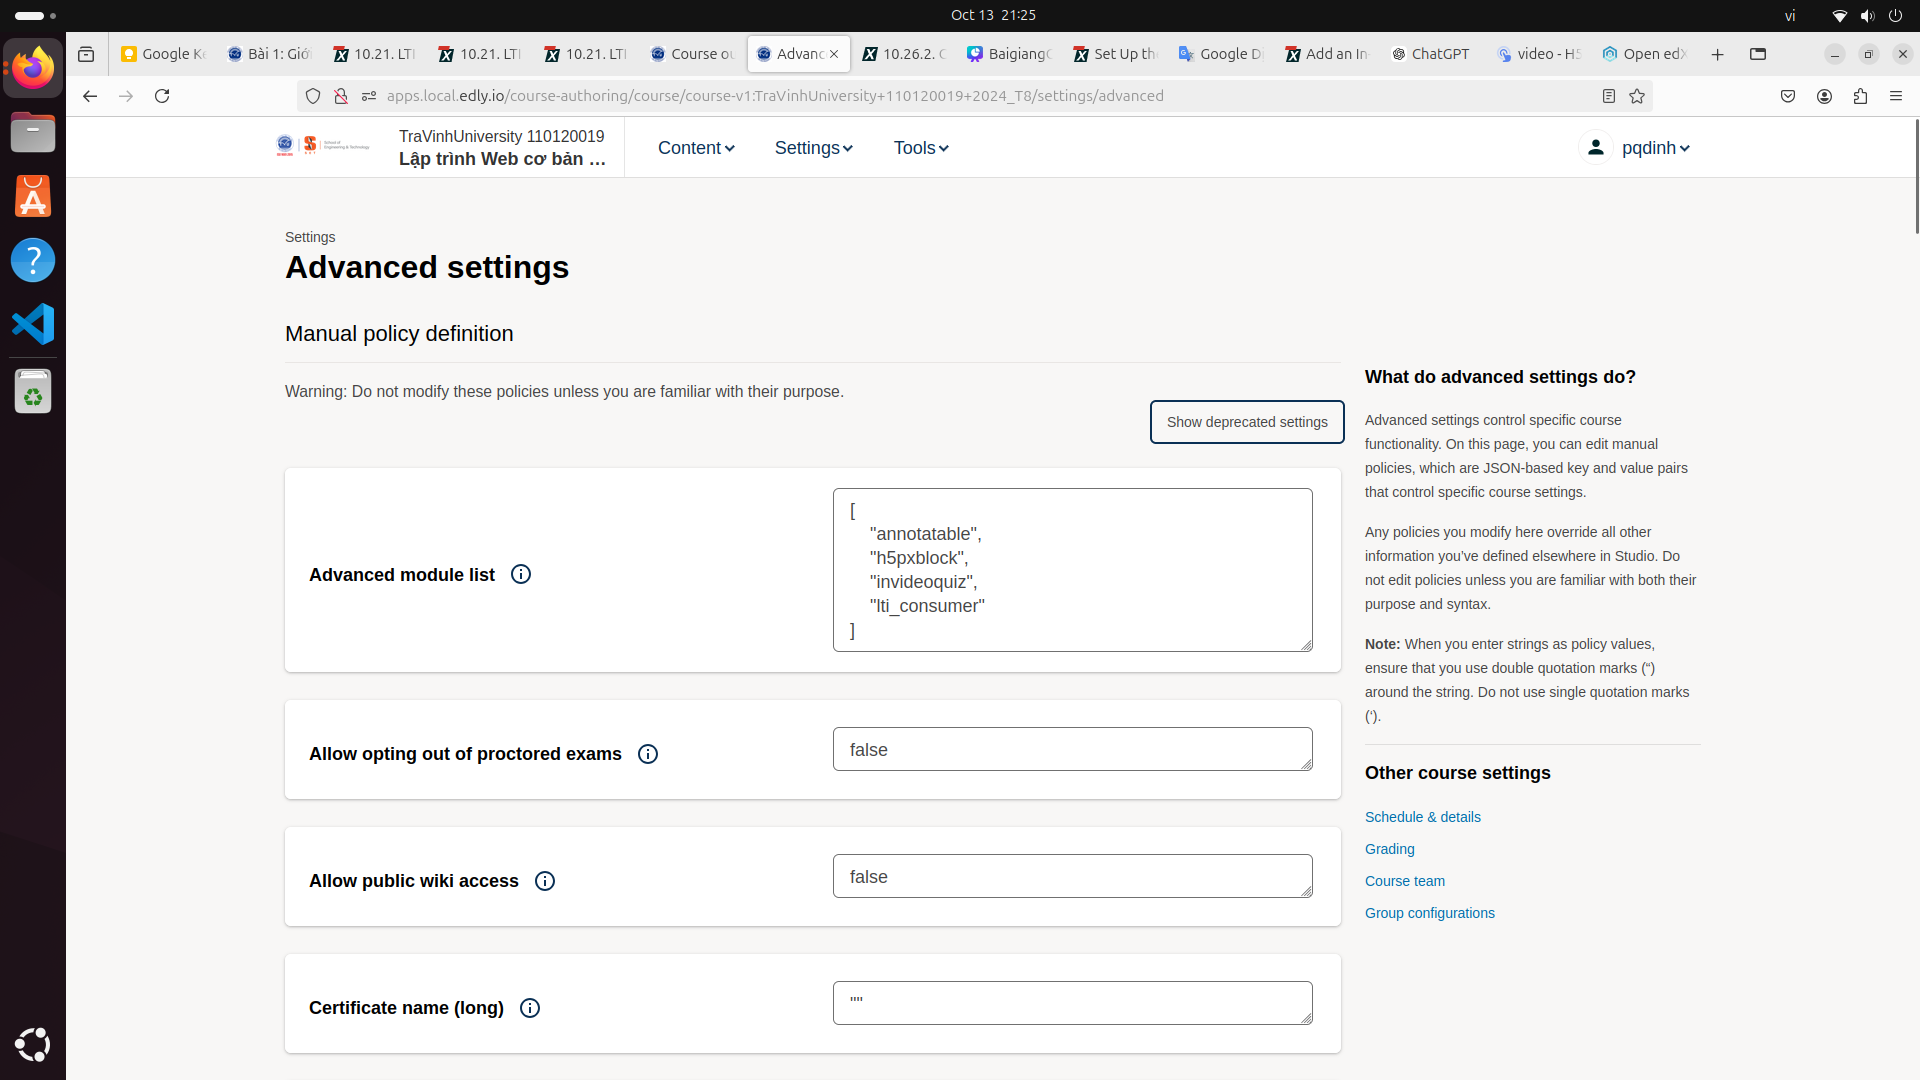 Oct 13 21:25
vi
Google Ke
Bài 1: Giới
10.21. LTI
10.21. LTI
10.21. LTI
Course ou
Advanc
10.26.2. C
BaigiangC
Set Up the
Google Dị
Add an In-
ChatGPT
video - H5
Open edX
apps.local.edly.io/course-authoring/course/course-v1:TraVinhUniversity+110120019+2024_T8/settings/advanced
TraVinhUniversity 110120019
Lập trình Web cơ bản ...
Content
Settings
Tools
pqdinh
Settings
Advanced settings
Manual policy definition
Warning: Do not modify these policies unless you are familiar with their purpose.
Show deprecated settings
Advanced module list
[
"annotatable",
"h5pxblock",
"invideoquiz",
"lti_consumer"
]
Allow opting out of proctored exams
false
Allow public wiki access
false
Certificate name (long)
""
What do advanced settings do?
Advanced settings control specific course
functionality. On this page, you can edit manual
policies, which are JSON-based key and value pairs
that control specific course settings.
Any policies you modify here override all other
information you've defined elsewhere in Studio. Do
not edit policies unless you are familiar with both their
purpose and syntax.
Note: When you enter strings as policy values,
ensure that you use double quotation marks (“)
around the string. Do not use single quotation marks
(‘).
Other course settings
Schedule & details
Grading
Course team
Group configurations